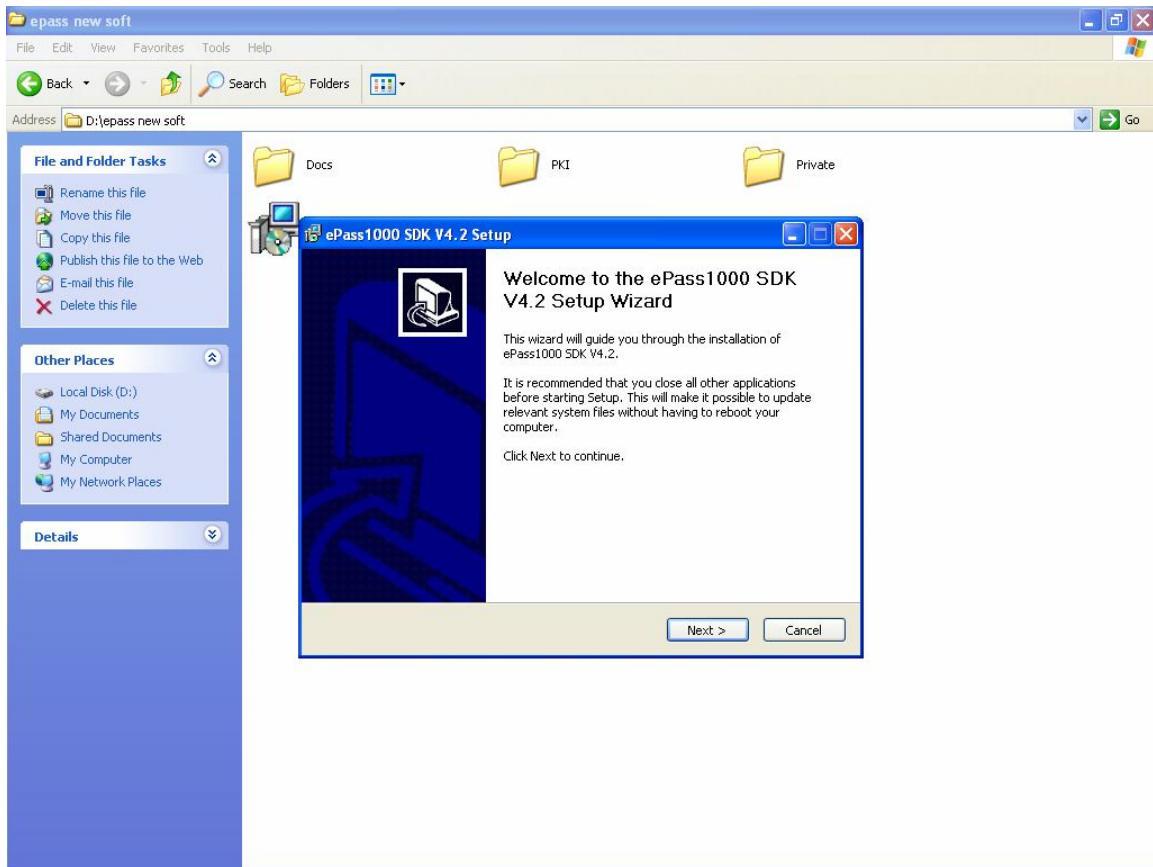 epass new soft
File Edit View Favorites Tools Help
Back Search Folders
Address D:\epass new soft Go
File and Folder Tasks
Rename this file
Move this file
Copy this file
Publish this file to the Web
E-mail this file
Delete this file
Other Places
Local Disk (D:)
My Documents
Shared Documents
My Computer
My Network Places
Details
Docs PKI Private
ePass1000 SDK V4.2 Setup
Welcome to the ePass1000 SDK
V4.2 Setup Wizard
This wizard will guide you through the installation of
ePass1000 SDK V4.2.
It is recommended that you close all other applications
before starting Setup. This will make it possible to update
relevant system files without having to reboot your
computer.
Click Next to continue.
Next > Cancel